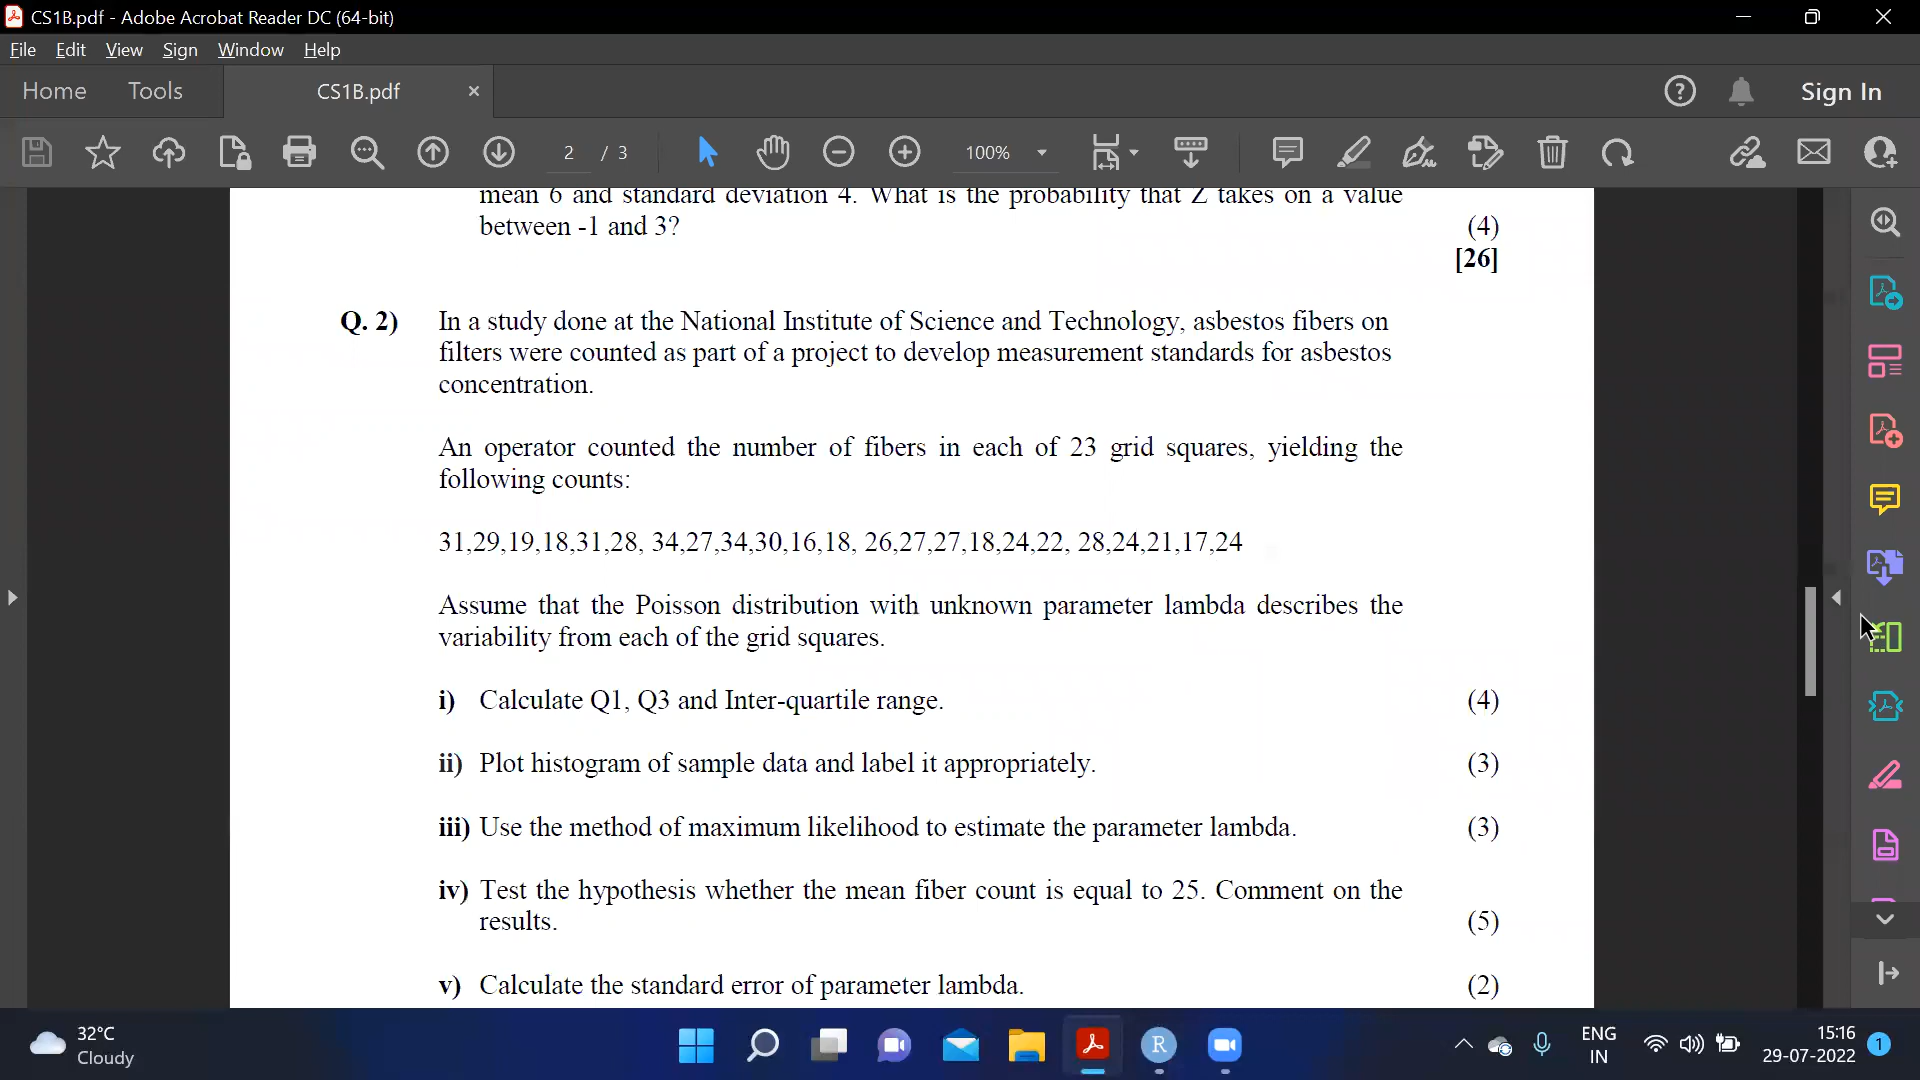 CS1B.pdf - Adobe Acrobat Reader DC (64-bit)
File Edit View Sign Window Help
Home Tools CS1B.pdf × Sign In
2 / 3 100%
mean 6 and standard deviation 4. What is the probability that Z takes on a value
between -1 and 3? (4)
[26]
Q. 2) In a study done at the National Institute of Science and Technology, asbestos fibers on
filters were counted as part of a project to develop measurement standards for asbestos
concentration.
An operator counted the number of fibers in each of 23 grid squares, yielding the
following counts:
31,29,19,18,31,28, 34,27,34,30,16,18, 26,27,27,18,24,22, 28,24,21,17,24
Assume that the Poisson distribution with unknown parameter lambda describes the
variability from each of the grid squares.
i) Calculate Q1, Q3 and Inter-quartile range. (4)
ii) Plot histogram of sample data and label it appropriately. (3)
iii) Use the method of maximum likelihood to estimate the parameter lambda. (3)
iv) Test the hypothesis whether the mean fiber count is equal to 25. Comment on the
results. (5)
v) Calculate the standard error of parameter lambda. (2)
32°C
Cloudy
R
ENG
IN
15:16
29-07-2022
1